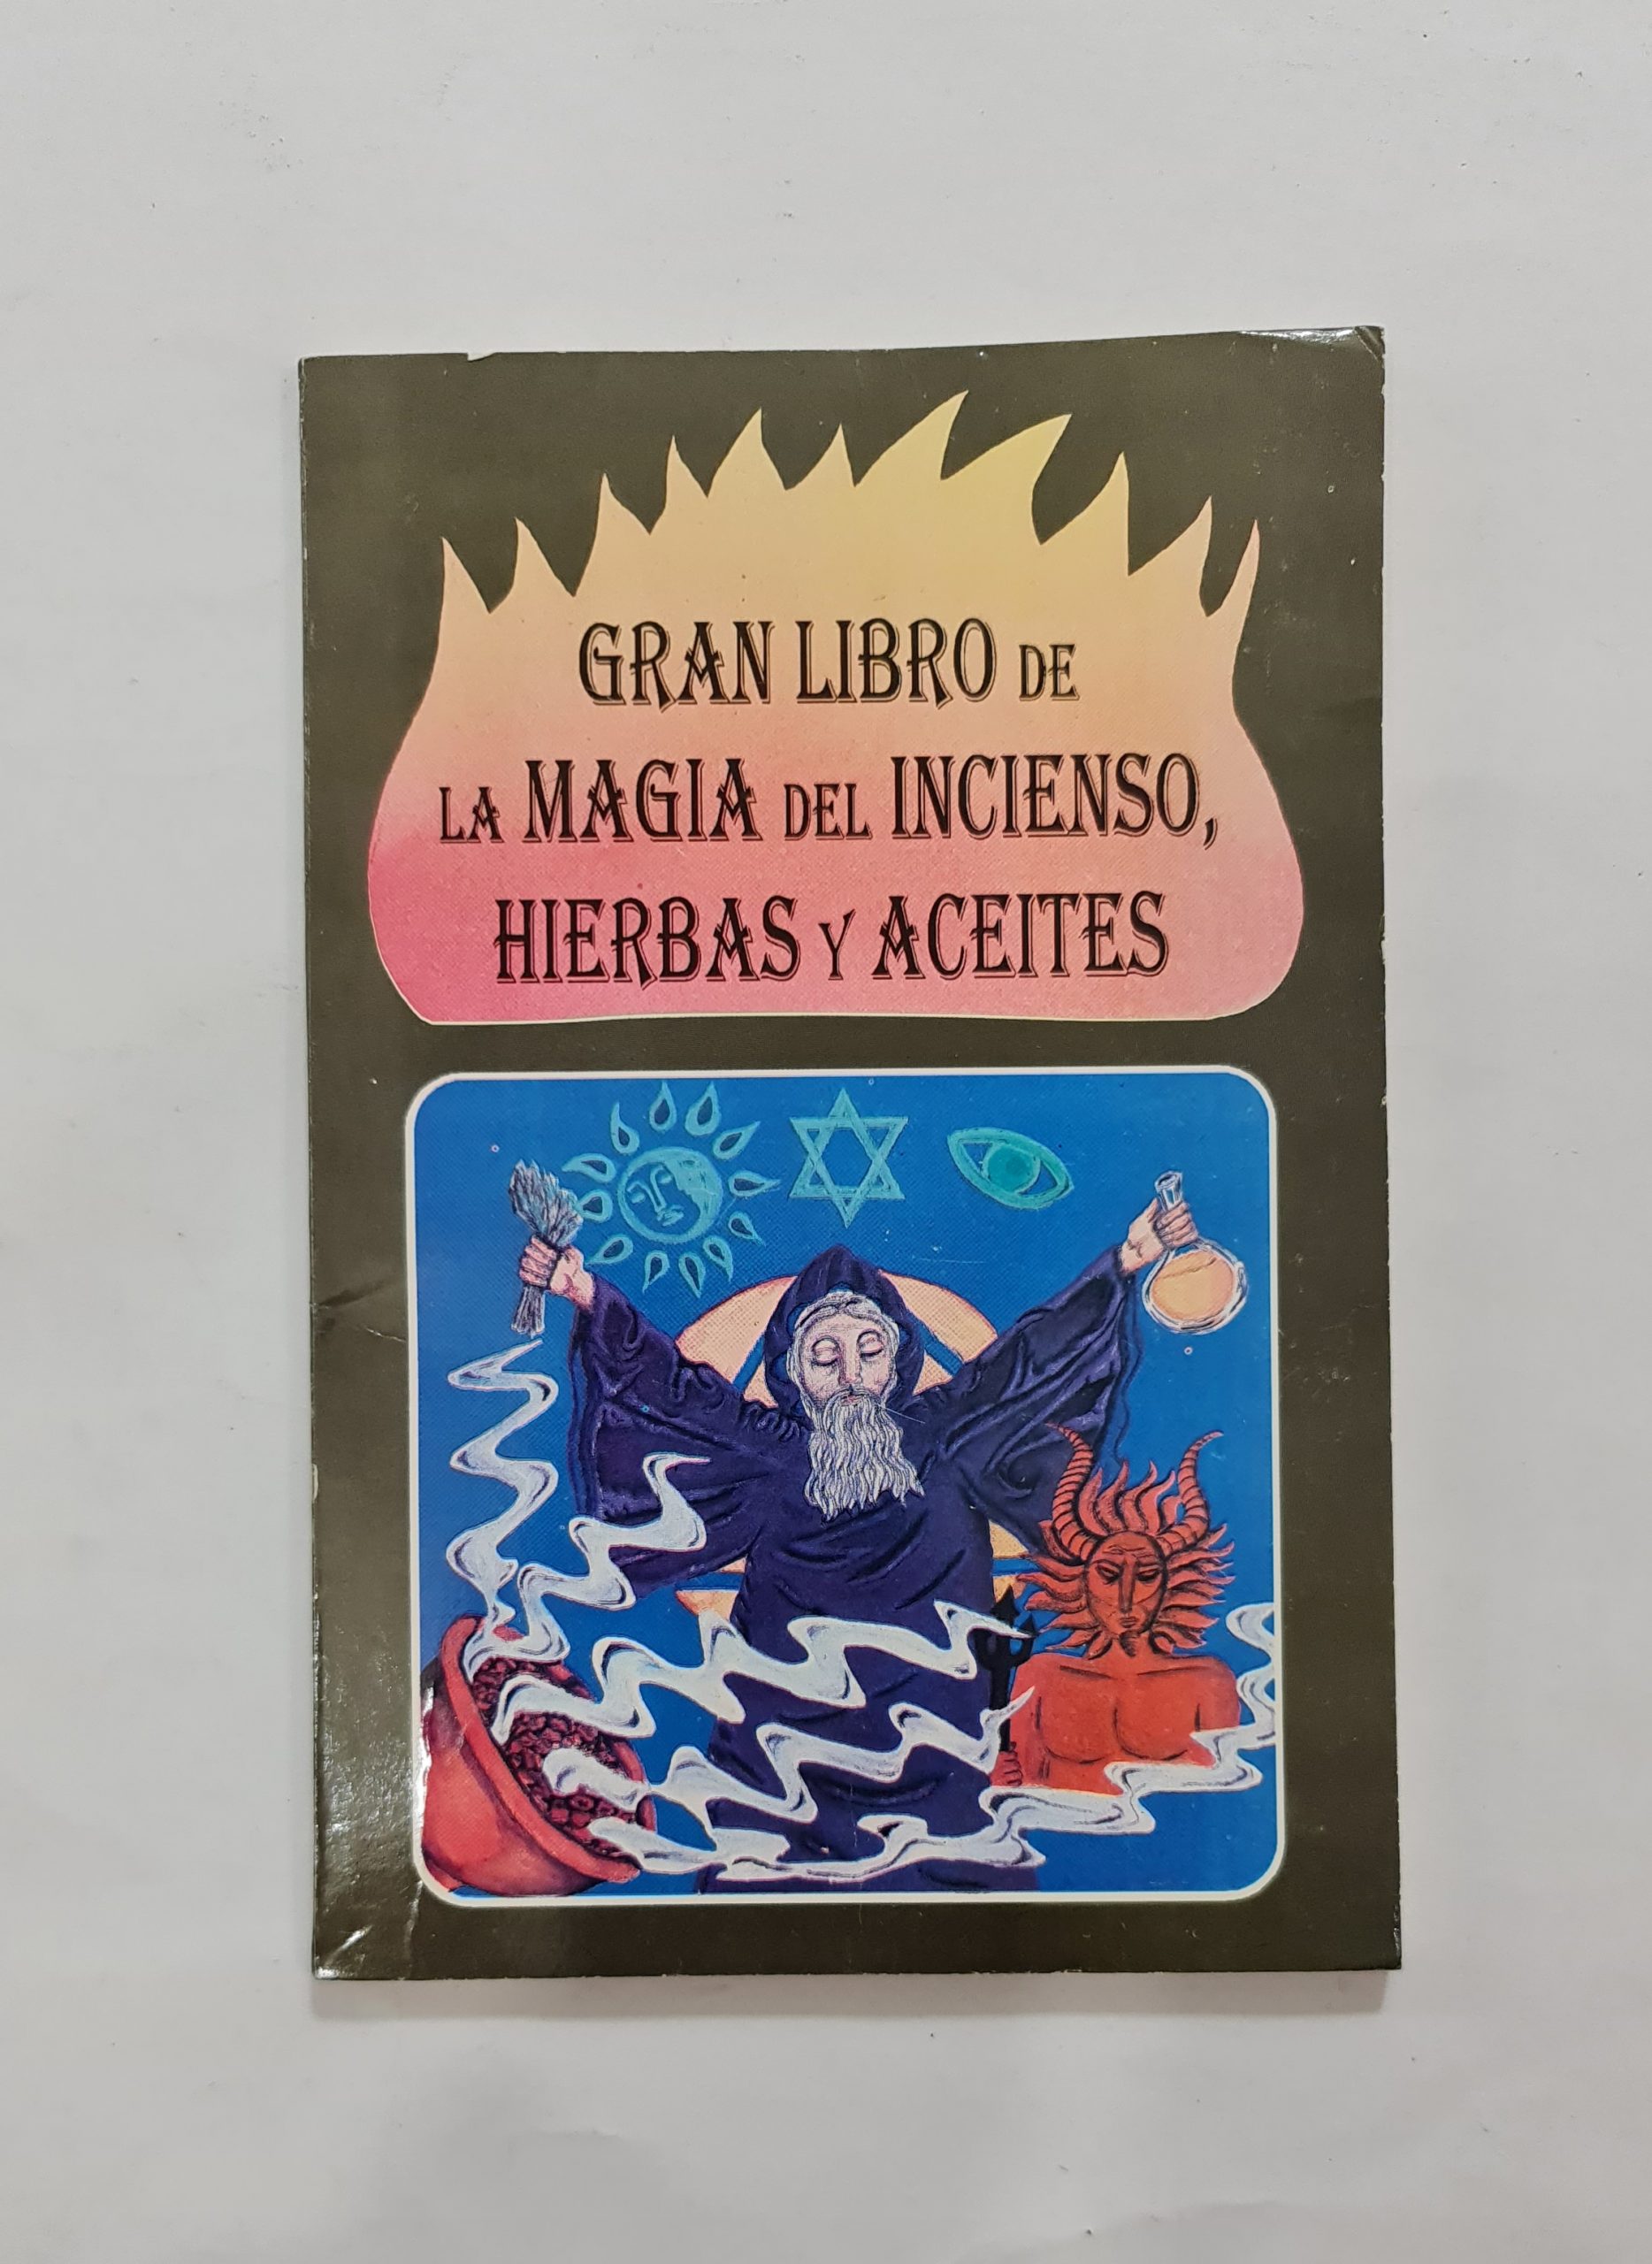 GRAN LIBRO DE
LA MAGIA DEL INCIENSO,
HIERBAS Y ACEITES